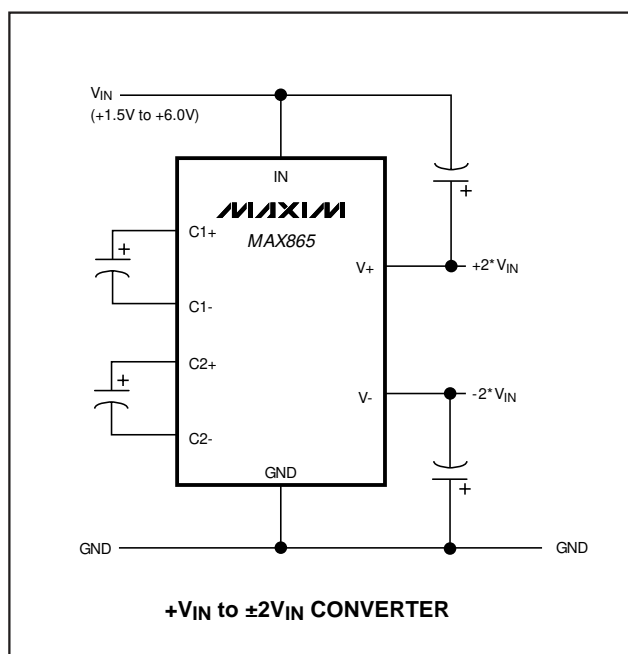 VIN
(+1.5V to +6.0V)
IN
MAXIM
MAX865
C1+
+
C1-
C2+
+
C2-
V+
+
+2* VIN
V-
-2* VIN
+
GND
GND
GND
+VIN to ±2VIN CONVERTER